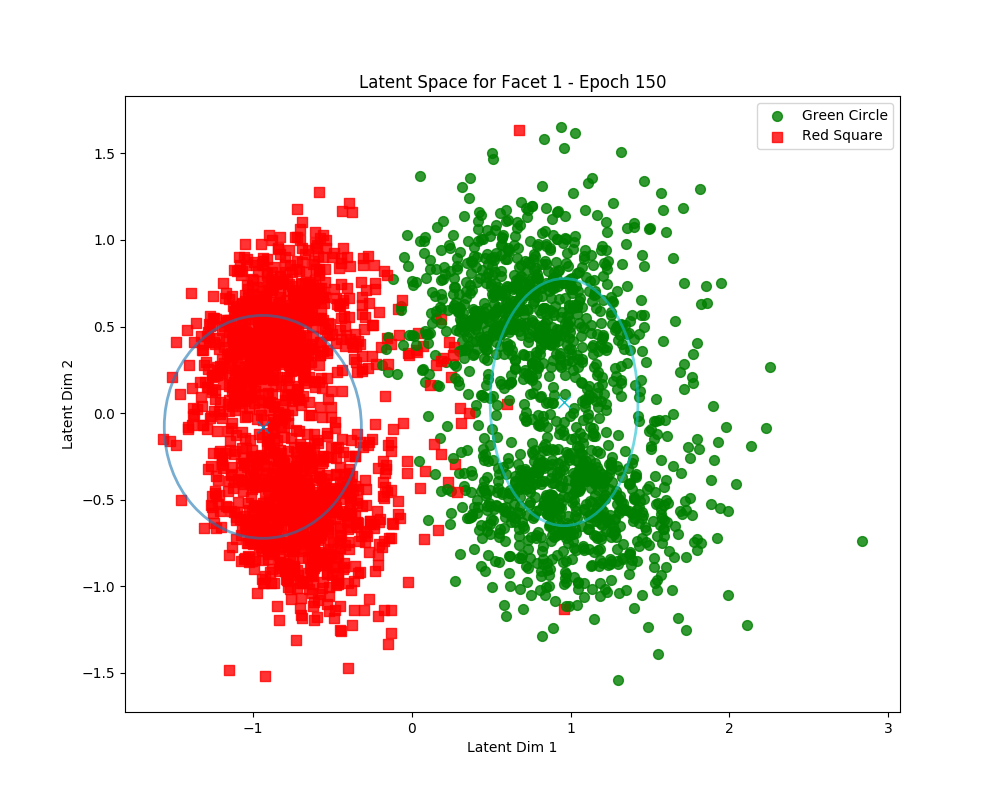 Latent Space for Facet 1 - Epoch 150
Green Circle
Red Square
Latent Dim 2
1.5
1.0
0.5
0.0
−0.5
−1.0
−1.5
−1
0
1
2
3
Latent Dim 1